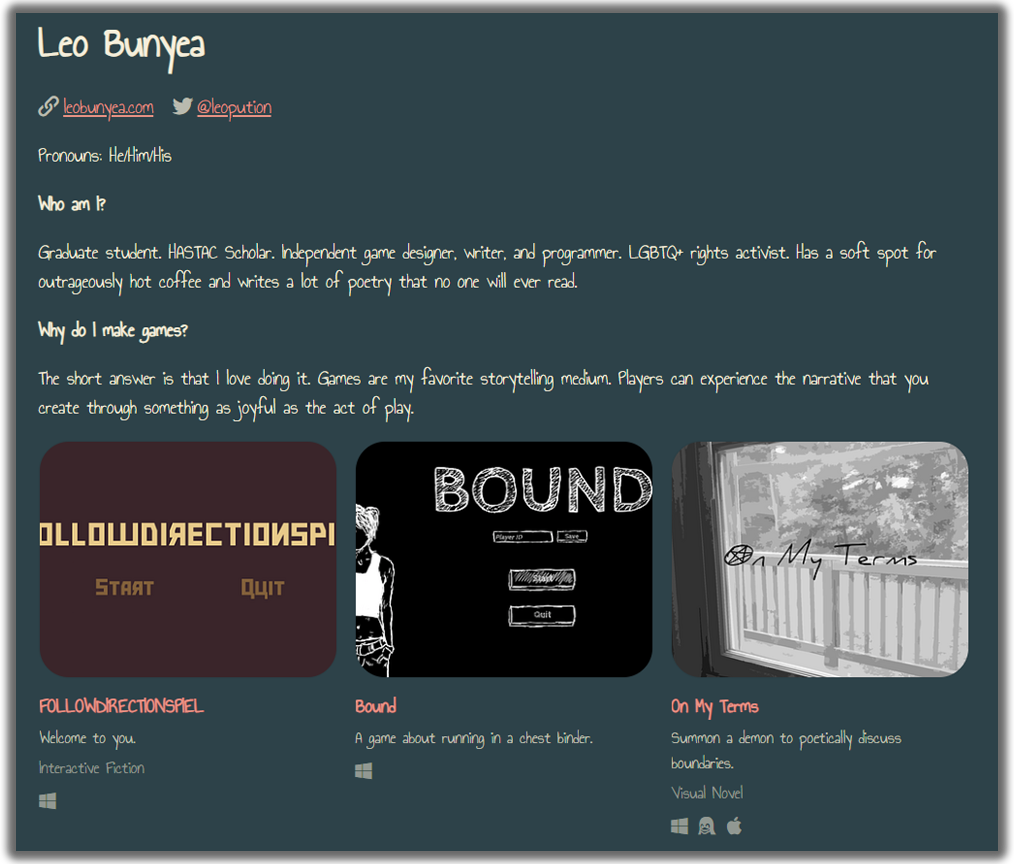 Leo Bunyea
leobunyea.com @leopution
Pronouns: He/Him/His
Who am I?
Graduate student. HASTAC Scholar. Independent game designer, writer, and programmer. LGBTQ+ rights activist. Has a soft spot for
outrageously hot coffee and writes a lot of poetry that no one will ever read.
Why do I make games?
The short answer is that I love doing it. Games are my favorite storytelling medium. Players can experience the narrative that you
create through something as joyful as the act of play.
OLLOWDIЯECTIOИSPI
Start Quit
BOUND
Player ID Save
Start
Quit
On My Terms
FOLLOWDIRECTIONSPIEL
Welcome to you.
Interactive Fiction
Bound
A game about running in a chest binder.
On My Terms
Summon a demon to poetically discuss
boundaries.
Visual Novel